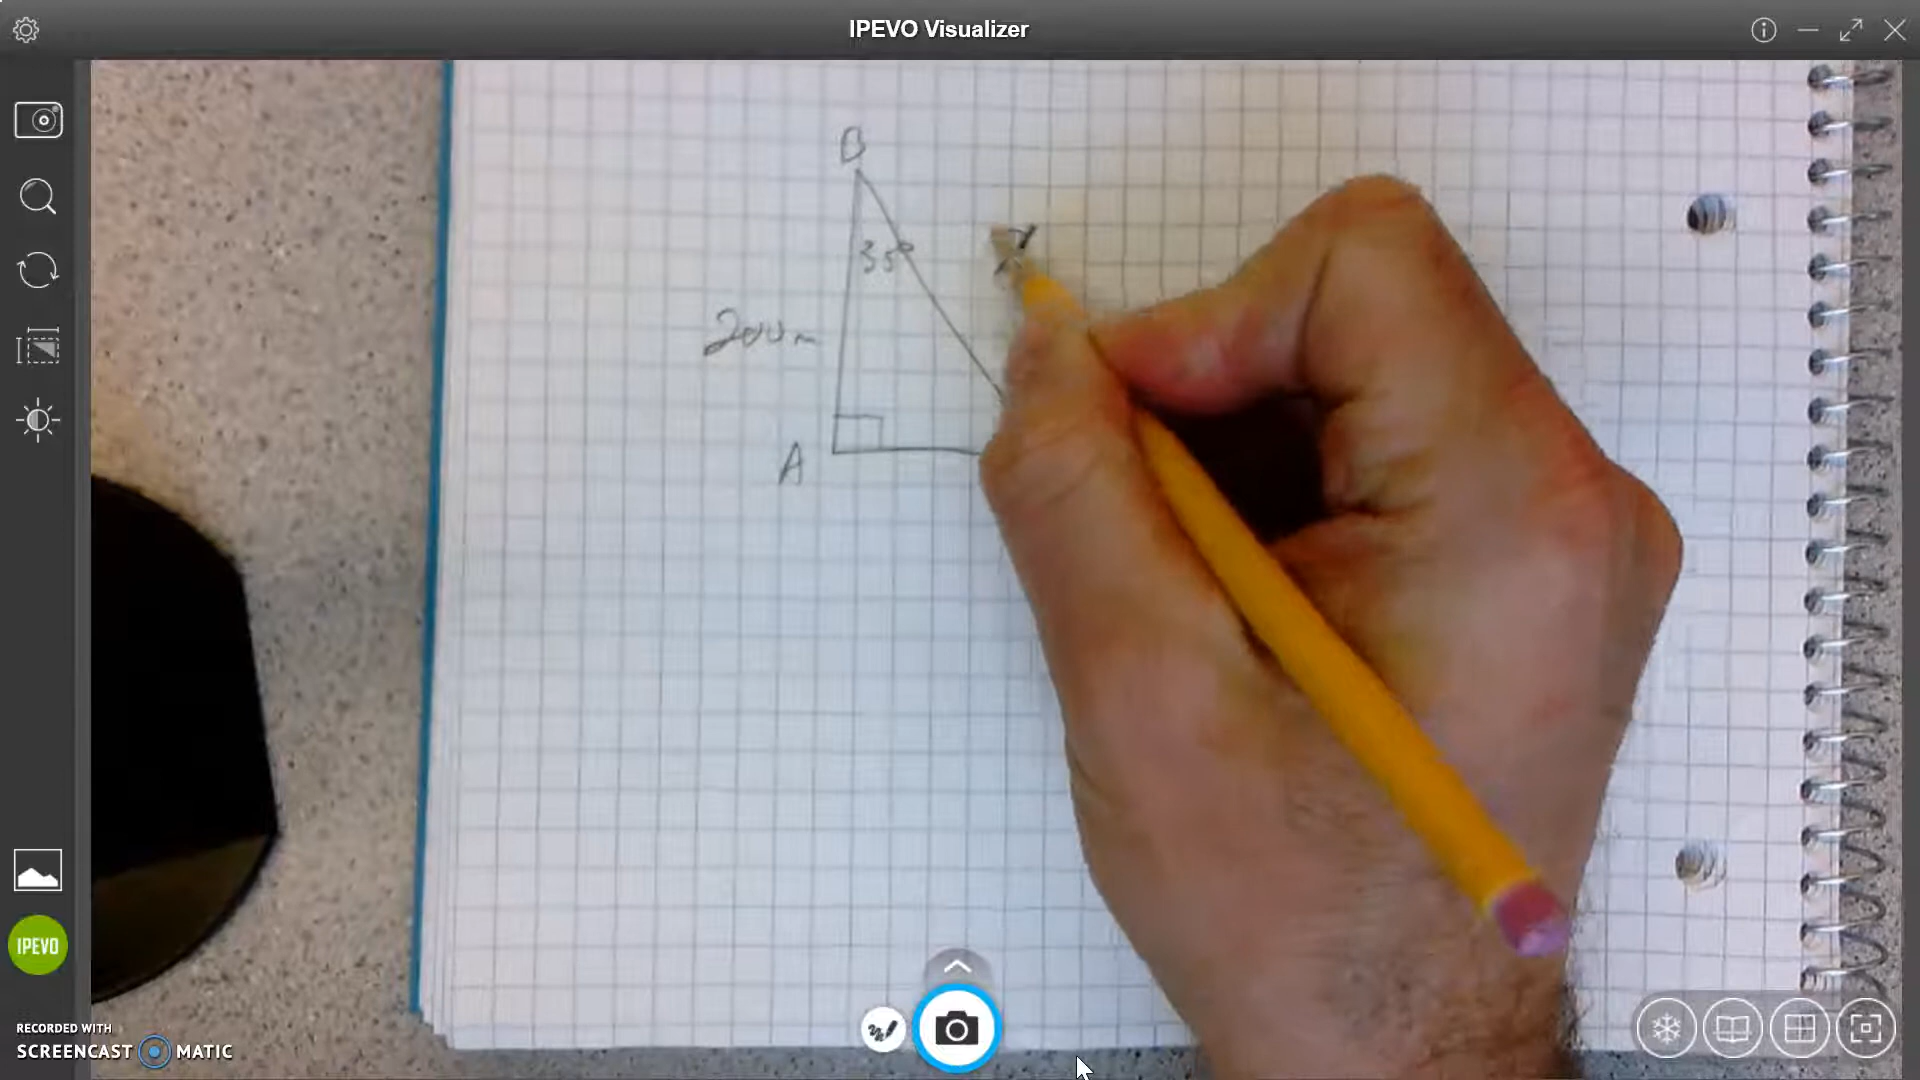 IPEVO Visualizer
B
35°
200m
A
IPEVO
RECORDED WITH
SCREENCAST MATIC